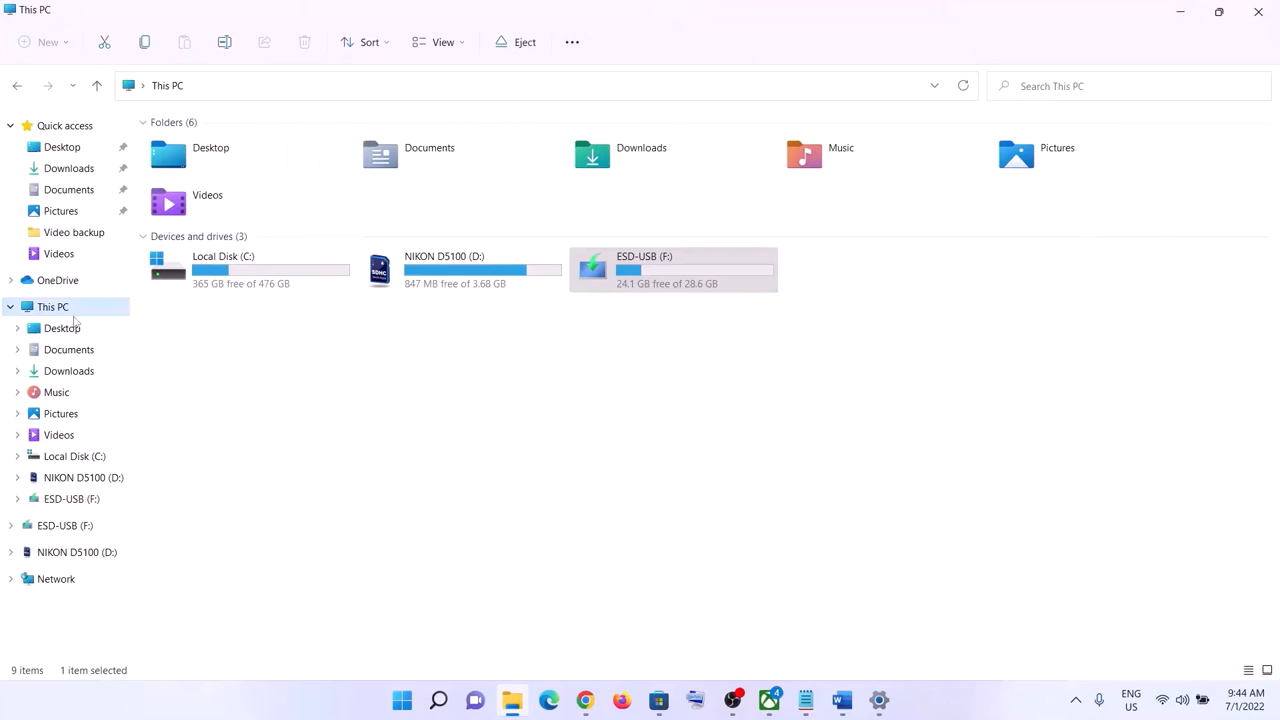 This PC
New
Sort
View
Eject
This PC
Search This PC
Quick access
Desktop
Downloads
Documents
Pictures
Video backup
Videos
OneDrive
This PC
Desktop
Documents
Downloads
Music
Pictures
Videos
Local Disk (C:)
NIKON D5100 (D:)
ESD-USB (F:)
ESD-USB (F:)
NIKON D5100 (D:)
Network
Folders (6)
Desktop
Documents
Downloads
Music
Pictures
Videos
Devices and drives (3)
Local Disk (C:)
365 GB free of 476 GB
SDHC
NIKON D5100 (D:)
847 MB free of 3.68 GB
ESD-USB (F:)
24.1 GB free of 28.6 GB
9 items 1 item selected
4
ENG
US
9:44 AM
7/1/2022